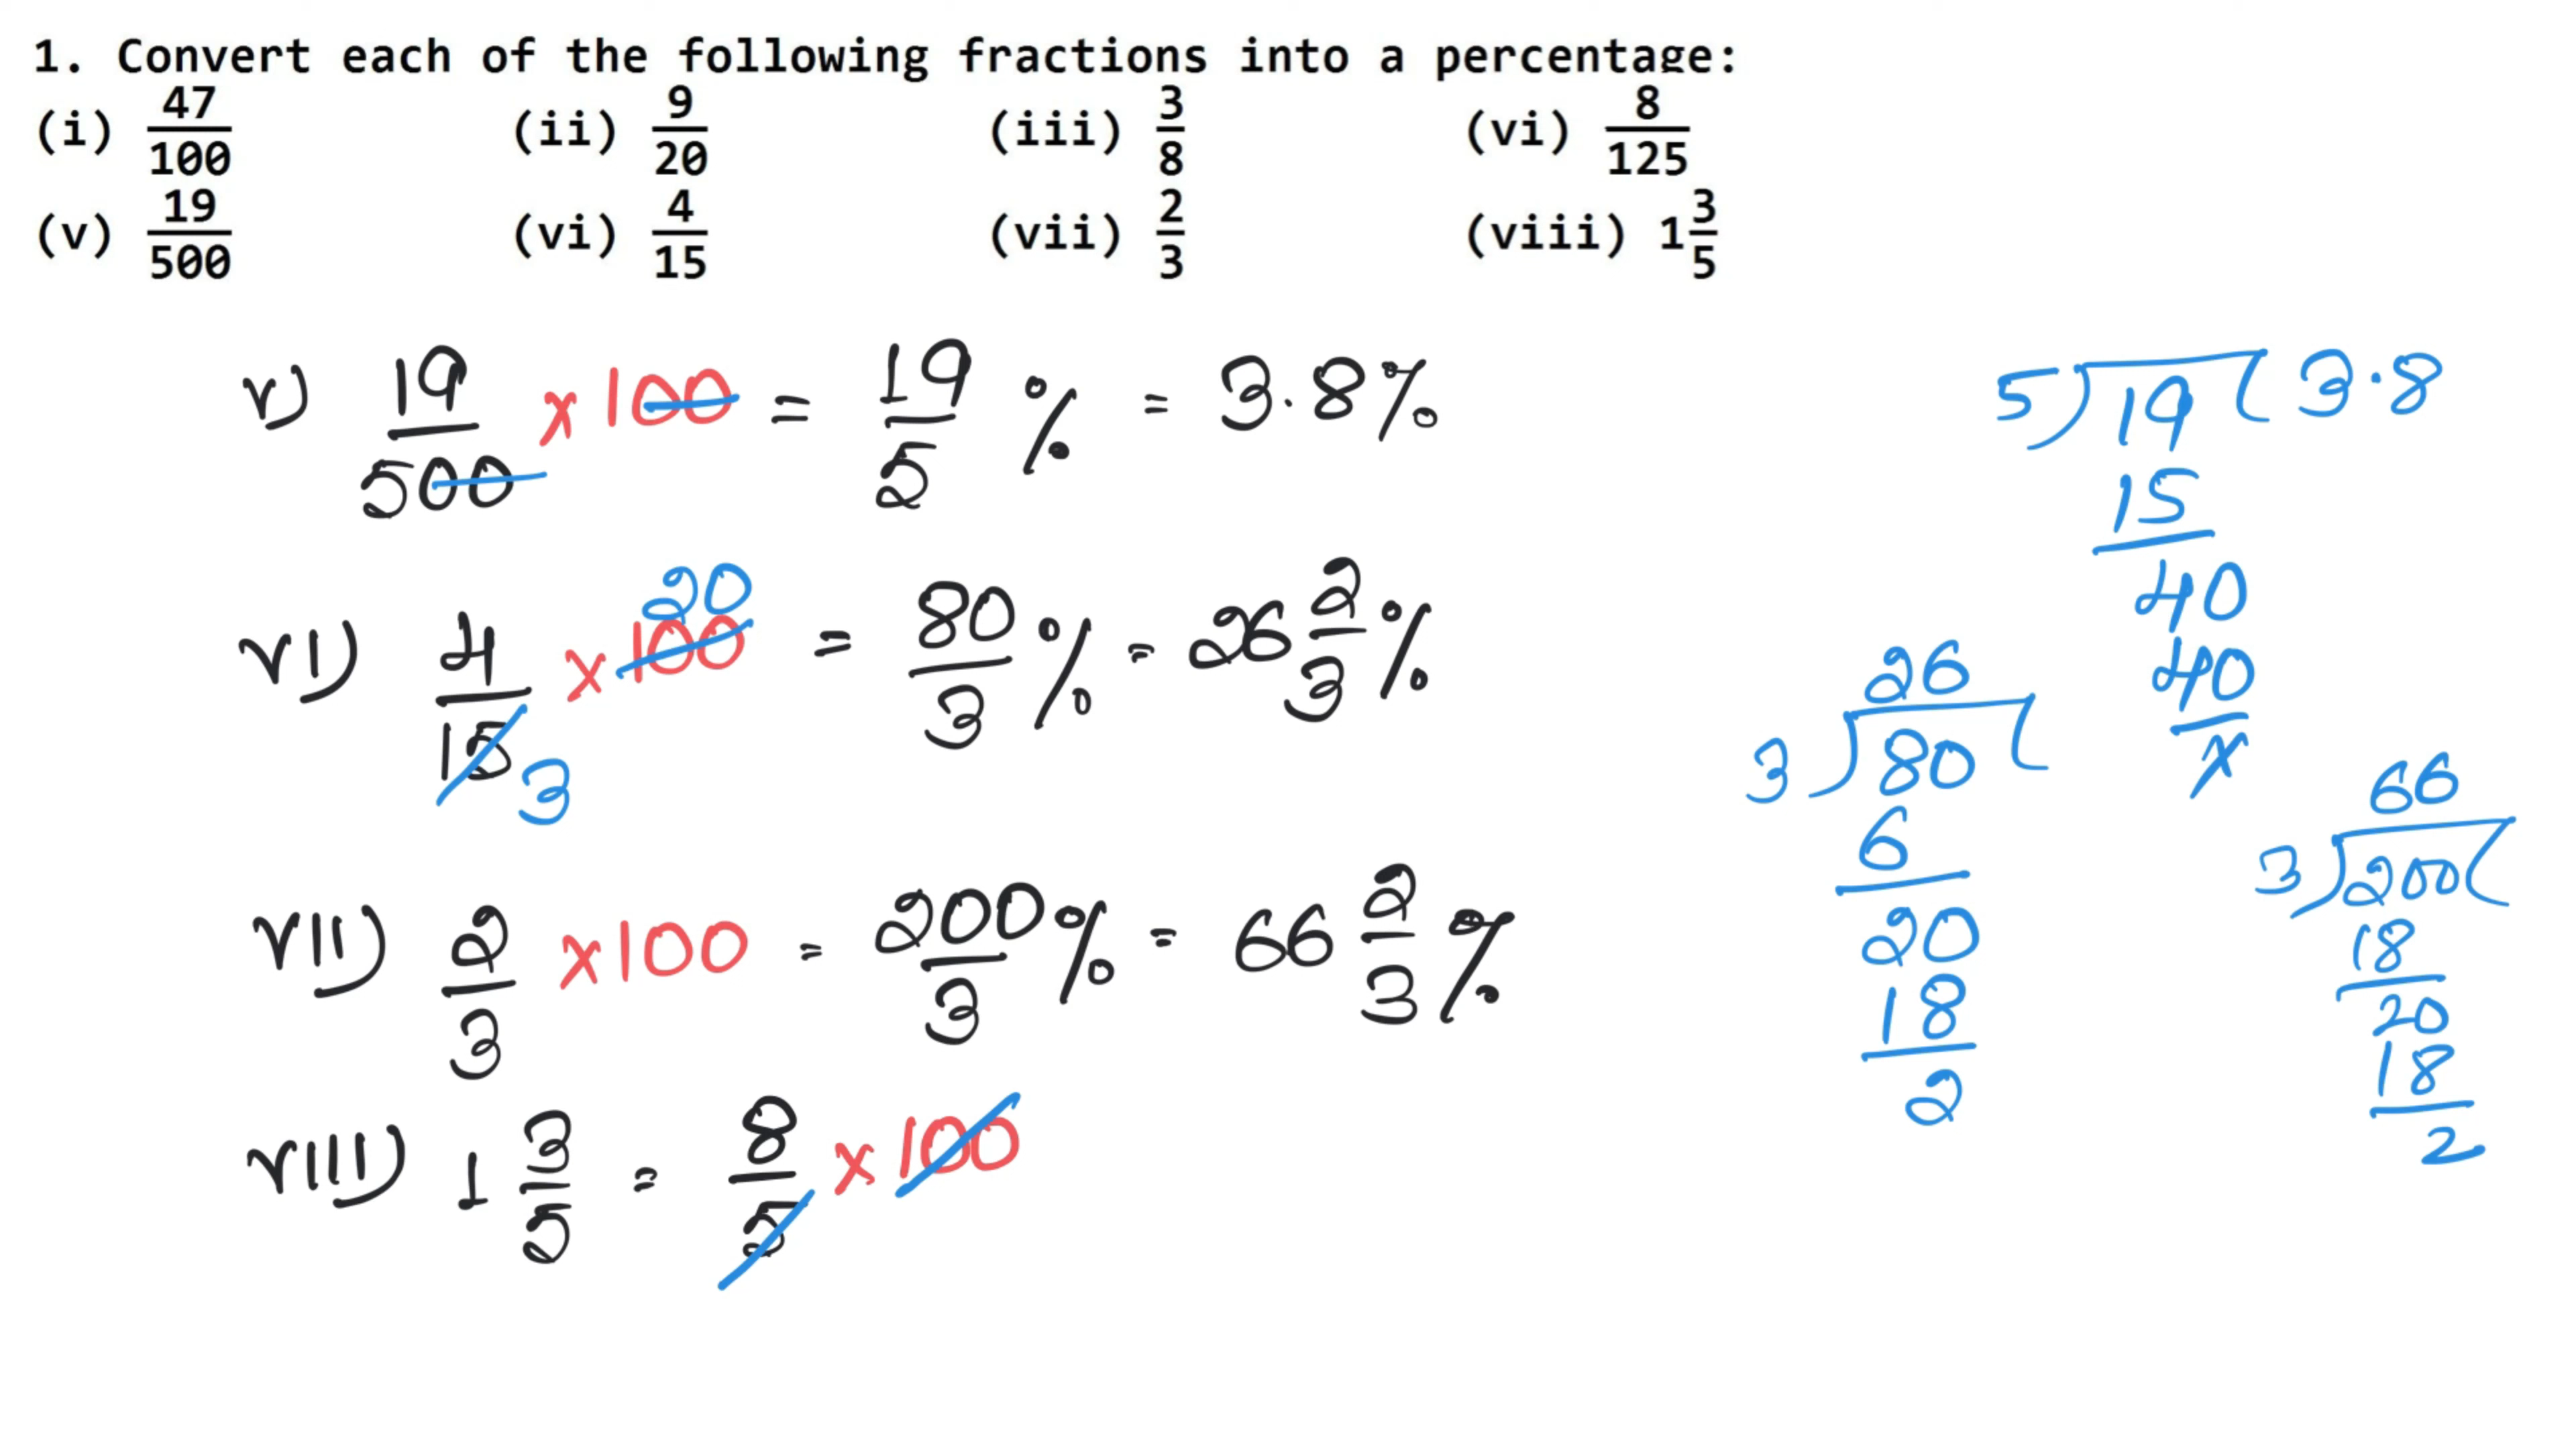 1. Convert each of the following fractions into a percentage:
(i) 47/100 (ii) 9/20 (iii) 3/8 (vi) 8/125
(v) 19/500 (vi) 4/15 (vii) 2/3 (viii) 1 3/5
v) 19/500 x 100 = 19/5 % = 3.8%
vi) 4/15 x 100 = 80/3 % = 26 2/3 %
20
3
vii) 2/3 x 100 = 200/3 % = 66 2/3 %
viii) 1 3/5 = 8/5 x 100
5 ) 19 ( 3.8
15
40
40
x
26
3 ) 80 (
6
20
18
2
66
3 ) 200 (
18
20
18
2